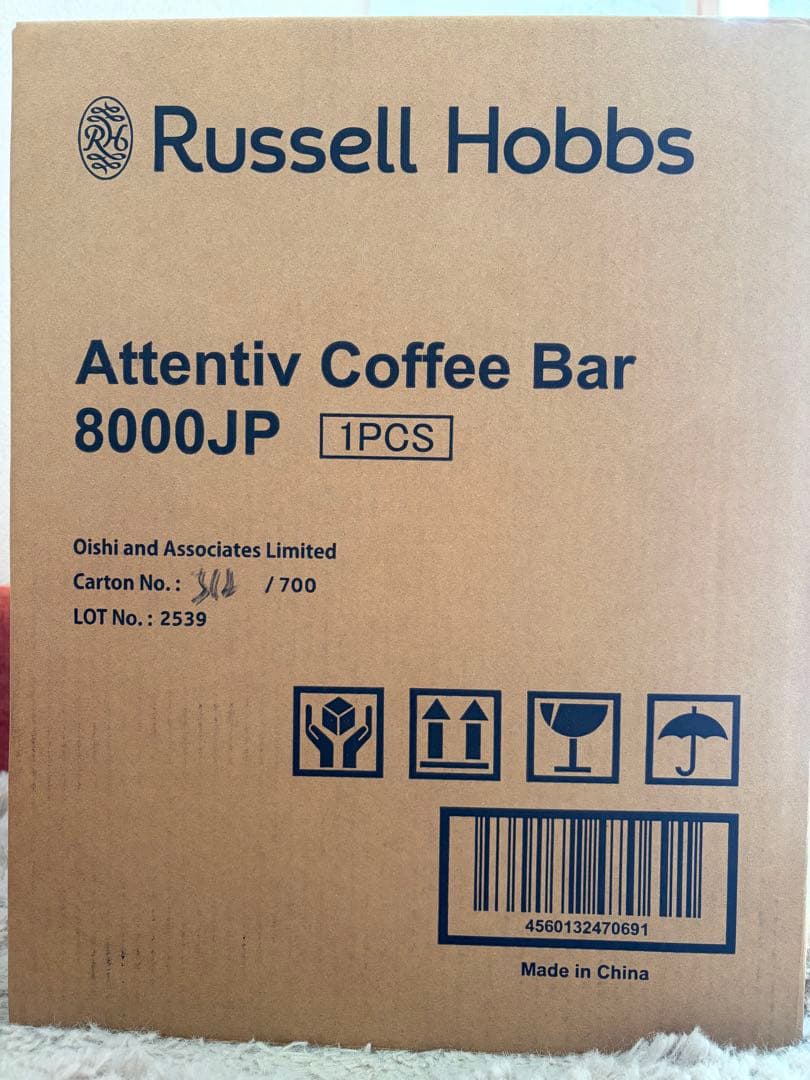 RH Russell Hobbs
Attentiv Coffee Bar
8000JP 1PCS
Oishi and Associates Limited
Carton No. : / 700
LOT No. : 2539
4560132470691
Made in China